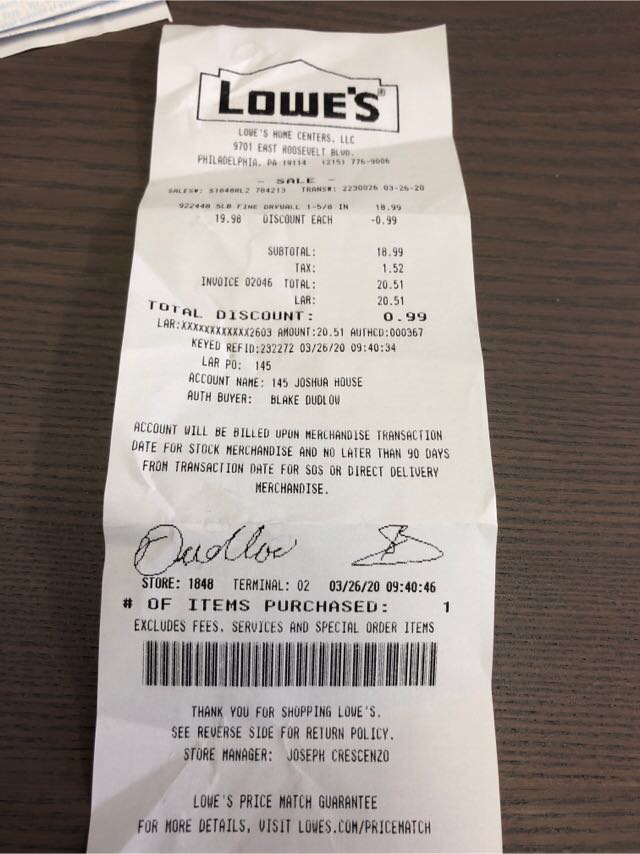 LOWE'S®
LOWE'S HOME CENTERS, LLC
9701 EAST ROOSEVELT BLVD.
PHILADELPHIA, PA 19114 (215) 776-9006
- SALE -
SALES#: S1848RL2 784213 TRANS#: 2230026 03-26-20
922448 5LB FINE DRYWALL 1-5/8 IN 18.99
19.98 DISCOUNT EACH -0.99
SUBTOTAL: 18.99
TAX: 1.52
INVOICE 02046 TOTAL: 20.51
LAR: 20.51
TOTAL DISCOUNT: 0.99
LAR:XXXXXXXXXXXX2603 AMOUNT:20.51 AUTHCD:000367
KEYED REFID:232272 03/26/20 09:40:34
LAR PO: 145
ACCOUNT NAME: 145 JOSHUA HOUSE
AUTH BUYER: BLAKE DUDLOW
ACCOUNT WILL BE BILLED UPON MERCHANDISE TRANSACTION
DATE FOR STOCK MERCHANDISE AND NO LATER THAN 90 DAYS
FROM TRANSACTION DATE FOR SOS OR DIRECT DELIVERY
MERCHANDISE.
Dudlow
STORE: 1848 TERMINAL: 02 03/26/20 09:40:46
# OF ITEMS PURCHASED: 1
EXCLUDES FEES, SERVICES AND SPECIAL ORDER ITEMS
THANK YOU FOR SHOPPING LOWE'S.
SEE REVERSE SIDE FOR RETURN POLICY.
STORE MANAGER: JOSEPH CRESCENZO
LOWE'S PRICE MATCH GUARANTEE
FOR MORE DETAILS, VISIT LOWES.COM/PRICEMATCH